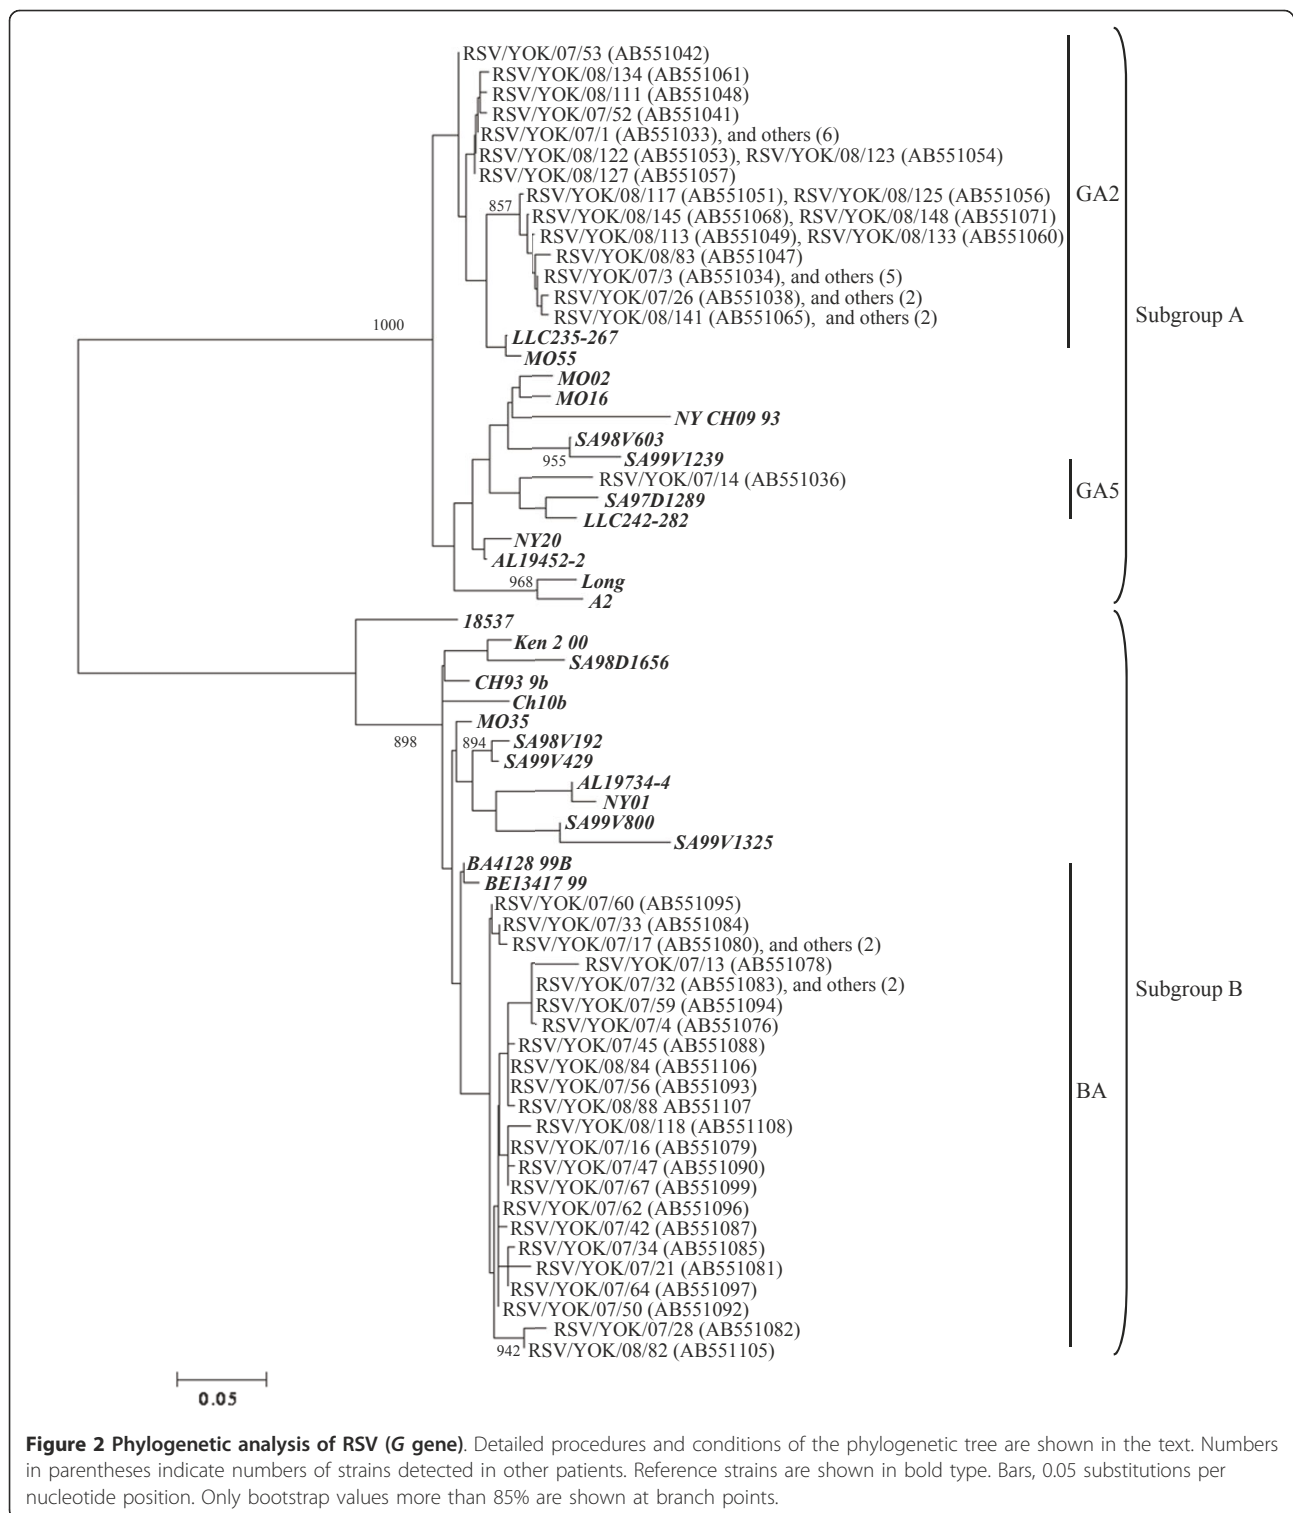 RSV/YOK/07/53 (AB551042)
RSV/YOK/08/134 (AB551061)
RSV/YOK/08/111 (AB551048)
RSV/YOK/07/52 (AB551041)
RSV/YOK/07/1 (AB551033), and others (6)
RSV/YOK/08/122 (AB551053), RSV/YOK/08/123 (AB551054)
RSV/YOK/08/127 (AB551057)
RSV/YOK/08/117 (AB551051), RSV/YOK/08/125 (AB551056)
GA2
857
RSV/YOK/08/145 (AB551068), RSV/YOK/08/148 (AB551071)
RSV/YOK/08/113 (AB551049), RSV/YOK/08/133 (AB551060)
RSV/YOK/08/83 (AB551047)
RSV/YOK/07/3 (AB551034), and others (5)
RSV/YOK/07/26 (AB551038), and others (2)
RSV/YOK/08/141 (AB551065), and others (2)
Subgroup A
1000
LLC235-267
MO55
MO02
MO16
NY CH09 93
SA98V603
955
SA99V1239
RSV/YOK/07/14 (AB551036)
GA5
SA97D1289
LLC242-282
NY20
AL19452-2
968
Long
A2
18537
Ken 2 00
SA98D1656
CH93 9b
Ch10b
MO35
898
894
SA98V192
SA99V429
AL19734-4
NY01
SA99V800
SA99V1325
BA4128 99B
BE13417 99
RSV/YOK/07/60 (AB551095)
RSV/YOK/07/33 (AB551084)
RSV/YOK/07/17 (AB551080), and others (2)
RSV/YOK/07/13 (AB551078)
RSV/YOK/07/32 (AB551083), and others (2)
Subgroup B
RSV/YOK/07/59 (AB551094)
RSV/YOK/07/4 (AB551076)
RSV/YOK/07/45 (AB551088)
RSV/YOK/08/84 (AB551106)
RSV/YOK/07/56 (AB551093)
BA
RSV/YOK/08/88 AB551107
RSV/YOK/08/118 (AB551108)
RSV/YOK/07/16 (AB551079)
RSV/YOK/07/47 (AB551090)
RSV/YOK/07/67 (AB551099)
RSV/YOK/07/62 (AB551096)
RSV/YOK/07/42 (AB551087)
RSV/YOK/07/34 (AB551085)
RSV/YOK/07/21 (AB551081)
RSV/YOK/07/64 (AB551097)
RSV/YOK/07/50 (AB551092)
RSV/YOK/07/28 (AB551082)
942
RSV/YOK/08/82 (AB551105)
0.05
Figure 2 Phylogenetic analysis of RSV (G gene). Detailed procedures and conditions of the phylogenetic tree are shown in the text. Numbers
in parentheses indicate numbers of strains detected in other patients. Reference strains are shown in bold type. Bars, 0.05 substitutions per
nucleotide position. Only bootstrap values more than 85% are shown at branch points.